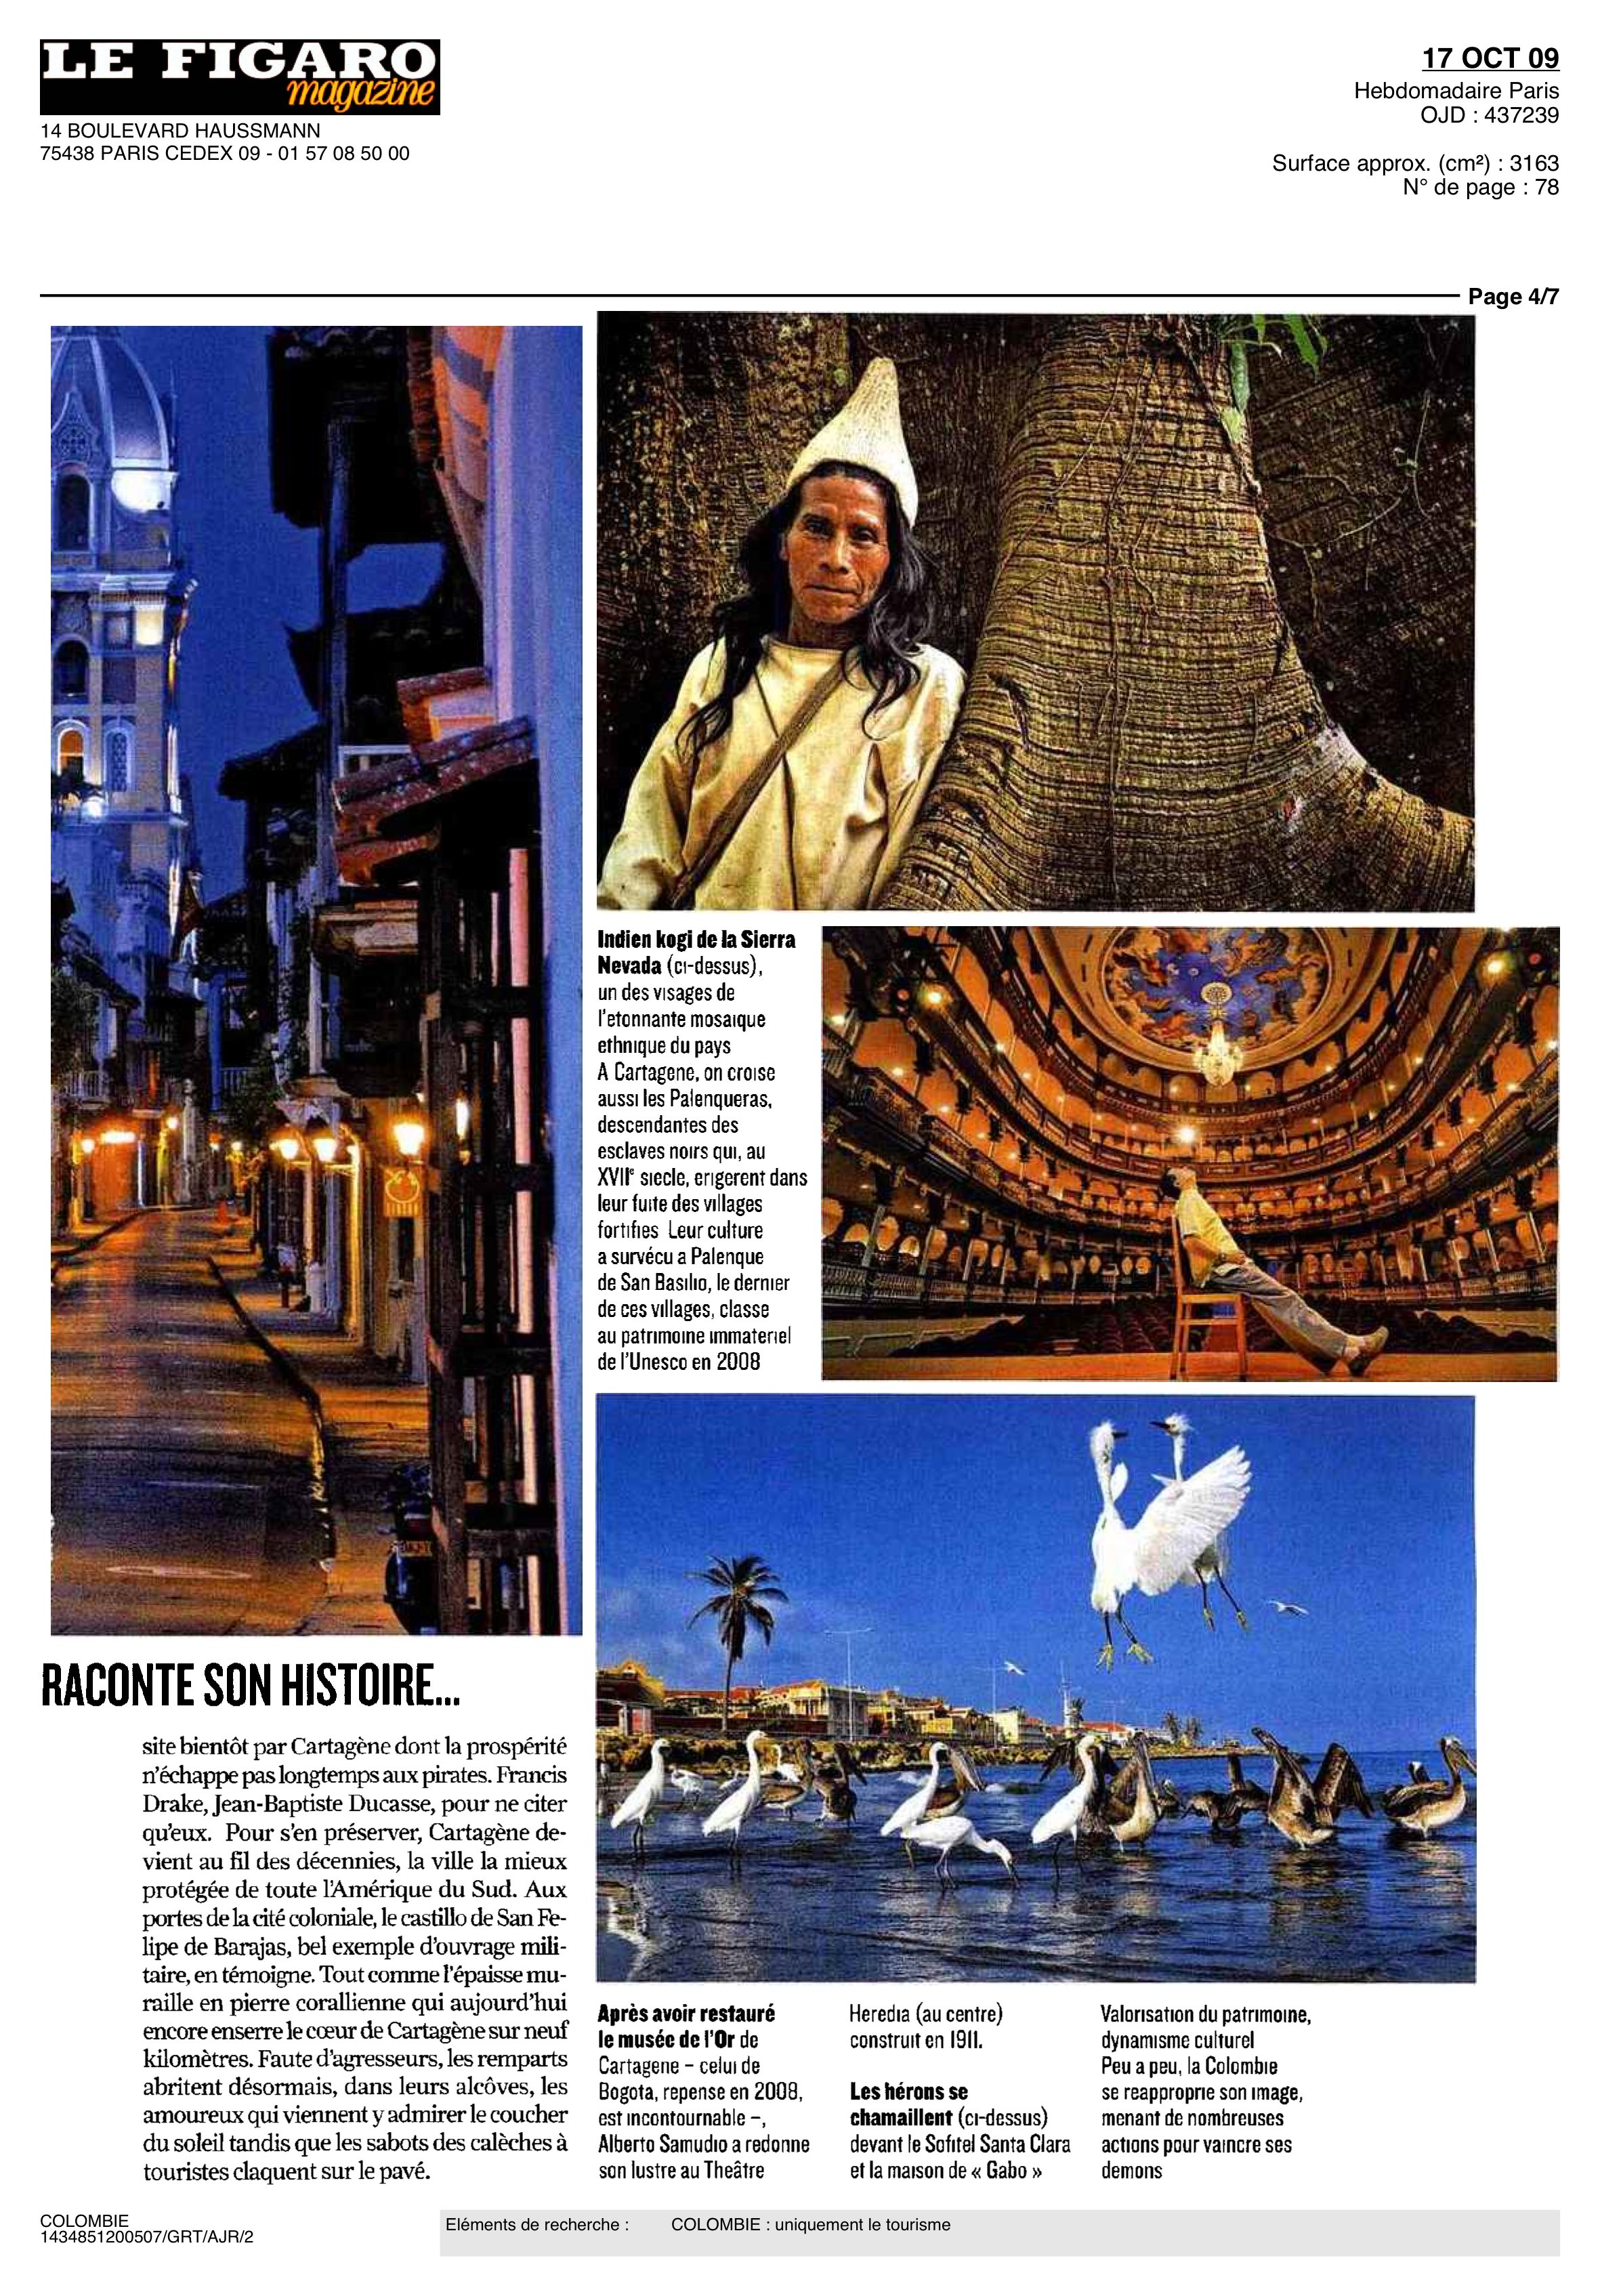 LE FIGARO
magazine
14 BOULEVARD HAUSSMANN
75438 PARIS CEDEX 09 - 01 57 08 50 00
17 OCT 09
Hebdomadaire Paris
OJD : 437239
Surface approx. (cm²) : 3163
N° de page : 78
Page 4/7
Indien kogi de la Sierra
Nevada (ci-dessus),
un des visages de
l'etonnante mosaique
ethnique du pays
A Cartagene, on croise
aussi les Palenqueras,
descendantes des
esclaves noirs qui, au
XVIIe siecle, erigerent dans
leur fuite des villages
fortifies Leur culture
a survécu a Palenque
de San Basilio, le dernier
de ces villages, classe
au patrimoine immateriel
de l'Unesco en 2008
RACONTE SON HISTOIRE...
site bientôt par Cartagène dont la prospérité
n'échappe pas longtemps aux pirates. Francis
Drake, Jean-Baptiste Ducasse, pour ne citer
qu'eux. Pour s'en préserver, Cartagène de-
vient au fil des décennies, la ville la mieux
protégée de toute l'Amérique du Sud. Aux
portes de la cité coloniale, le castillo de San Fe-
lipe de Barajas, bel exemple d'ouvrage mili-
taire, en témoigne. Tout comme l'épaisse mu-
raille en pierre corallienne qui aujourd'hui
encore enserre le cœur de Cartagène sur neuf
kilomètres. Faute d'agresseurs, les remparts
abritent désormais, dans leurs alcôves, les
amoureux qui viennent y admirer le coucher
du soleil tandis que les sabots des calèches à
touristes claquent sur le pavé.
Après avoir restauré
le musée de l'Or de
Cartagene – celui de
Bogota, repense en 2008,
est incontournable –,
Alberto Samudio a redonne
son lustre au Theâtre
Heredia (au centre)
construit en 1911.
Les hérons se
chamaillent (ci-dessus)
devant le Sofitel Santa Clara
et la maison de « Gabo »
Valorisation du patrimoine,
dynamisme culturel
Peu a peu, la Colombie
se reapproprie son image,
menant de nombreuses
actions pour vaincre ses
demons
COLOMBIE
1434851200507/GRT/AJR/2
Eléments de recherche : COLOMBIE : uniquement le tourisme